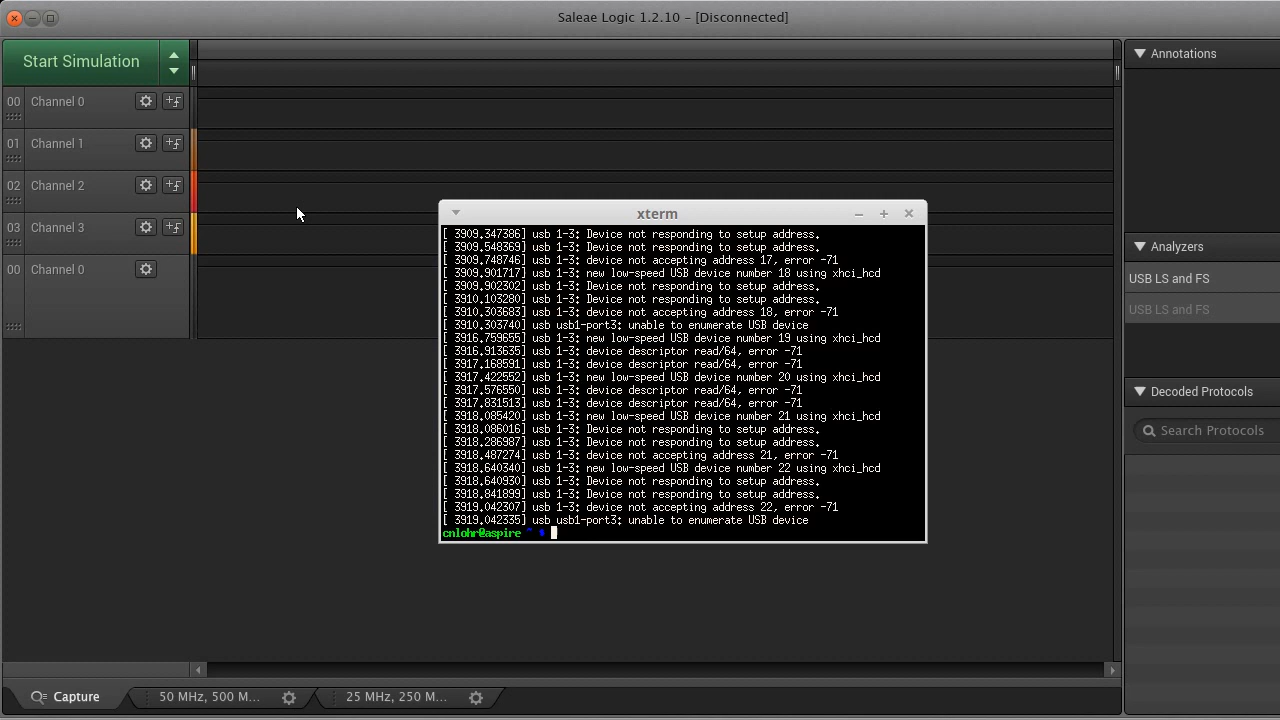 Saleae Logic 1.2.10 - [Disconnected]
Start Simulation
00 Channel 0
01 Channel 1
02 Channel 2
03 Channel 3
00 Channel 0
xterm
[ 3909.347386] usb 1-3: Device not responding to setup address.
[ 3909.548369] usb 1-3: Device not responding to setup address.
[ 3909.748746] usb 1-3: device not accepting address 17, error -71
[ 3909.901717] usb 1-3: new low-speed USB device number 18 using xhci_hcd
[ 3909.902302] usb 1-3: Device not responding to setup address.
[ 3910.103280] usb 1-3: Device not responding to setup address.
[ 3910.303683] usb 1-3: device not accepting address 18, error -71
[ 3910.303740] usb usb1-port3: unable to enumerate USB device
[ 3916.759655] usb 1-3: new low-speed USB device number 19 using xhci_hcd
[ 3916.913635] usb 1-3: device descriptor read/64, error -71
[ 3917.168591] usb 1-3: device descriptor read/64, error -71
[ 3917.422552] usb 1-3: new low-speed USB device number 20 using xhci_hcd
[ 3917.576550] usb 1-3: device descriptor read/64, error -71
[ 3917.831513] usb 1-3: device descriptor read/64, error -71
[ 3918.085420] usb 1-3: new low-speed USB device number 21 using xhci_hcd
[ 3918.086016] usb 1-3: Device not responding to setup address.
[ 3918.286987] usb 1-3: Device not responding to setup address.
[ 3918.487274] usb 1-3: device not accepting address 21, error -71
[ 3918.640340] usb 1-3: new low-speed USB device number 22 using xhci_hcd
[ 3918.640930] usb 1-3: Device not responding to setup address.
[ 3918.841899] usb 1-3: Device not responding to setup address.
[ 3919.042307] usb 1-3: device not accepting address 22, error -71
[ 3919.042335] usb usb1-port3: unable to enumerate USB device
cnlohr@aspire ~
Annotations
Analyzers
USB LS and FS
USB LS and FS
Decoded Protocols
Search Protocols
Capture
50 MHz, 500 M...
25 MHz, 250 M...